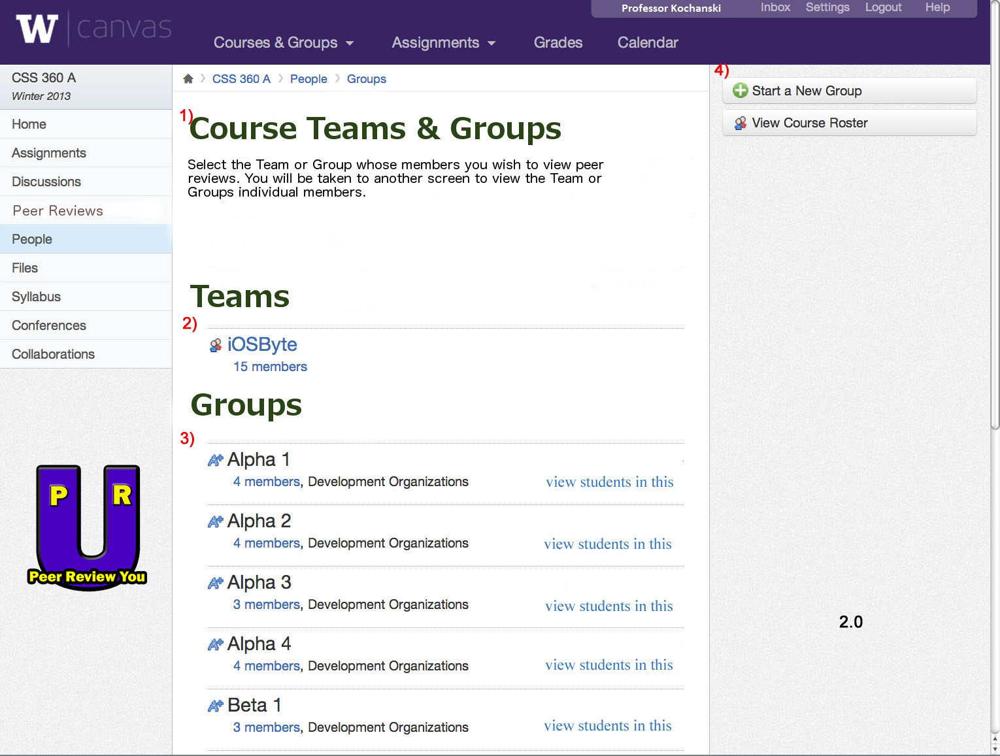 Professor Kochanski Inbox Settings Logout Help
W canvas
Courses & Groups Assignments Grades Calendar
CSS 360 A
Winter 2013
Home
Assignments
Discussions
Peer Reviews
People
Files
Syllabus
Conferences
Collaborations
P R
U
Peer Review You
CSS 360 A People Groups
1)
Course Teams & Groups
Select the Team or Group whose members you wish to view peer
reviews. You will be taken to another screen to view the Team or
Groups individual members.
Teams
2)
iOSByte
15 members
Groups
3)
A+ Alpha 1
4 members, Development Organizations view students in this
A+ Alpha 2
4 members, Development Organizations view students in this
A+ Alpha 3
3 members, Development Organizations view students in this
A+ Alpha 4
4 members, Development Organizations view students in this
A+ Beta 1
3 members, Development Organizations view students in this
4)
Start a New Group
View Course Roster
2.0